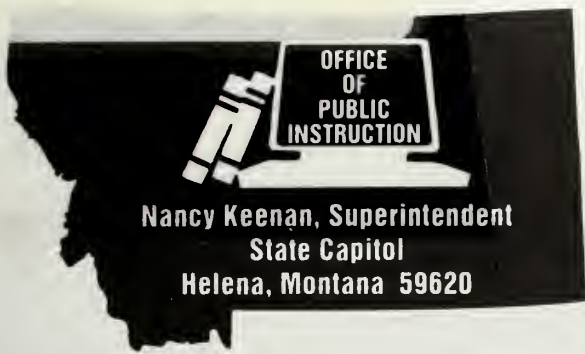 OFFICE
OF
PUBLIC
INSTRUCTION
Nancy Keenan, Superintendent
State Capitol
Helena, Montana 59620